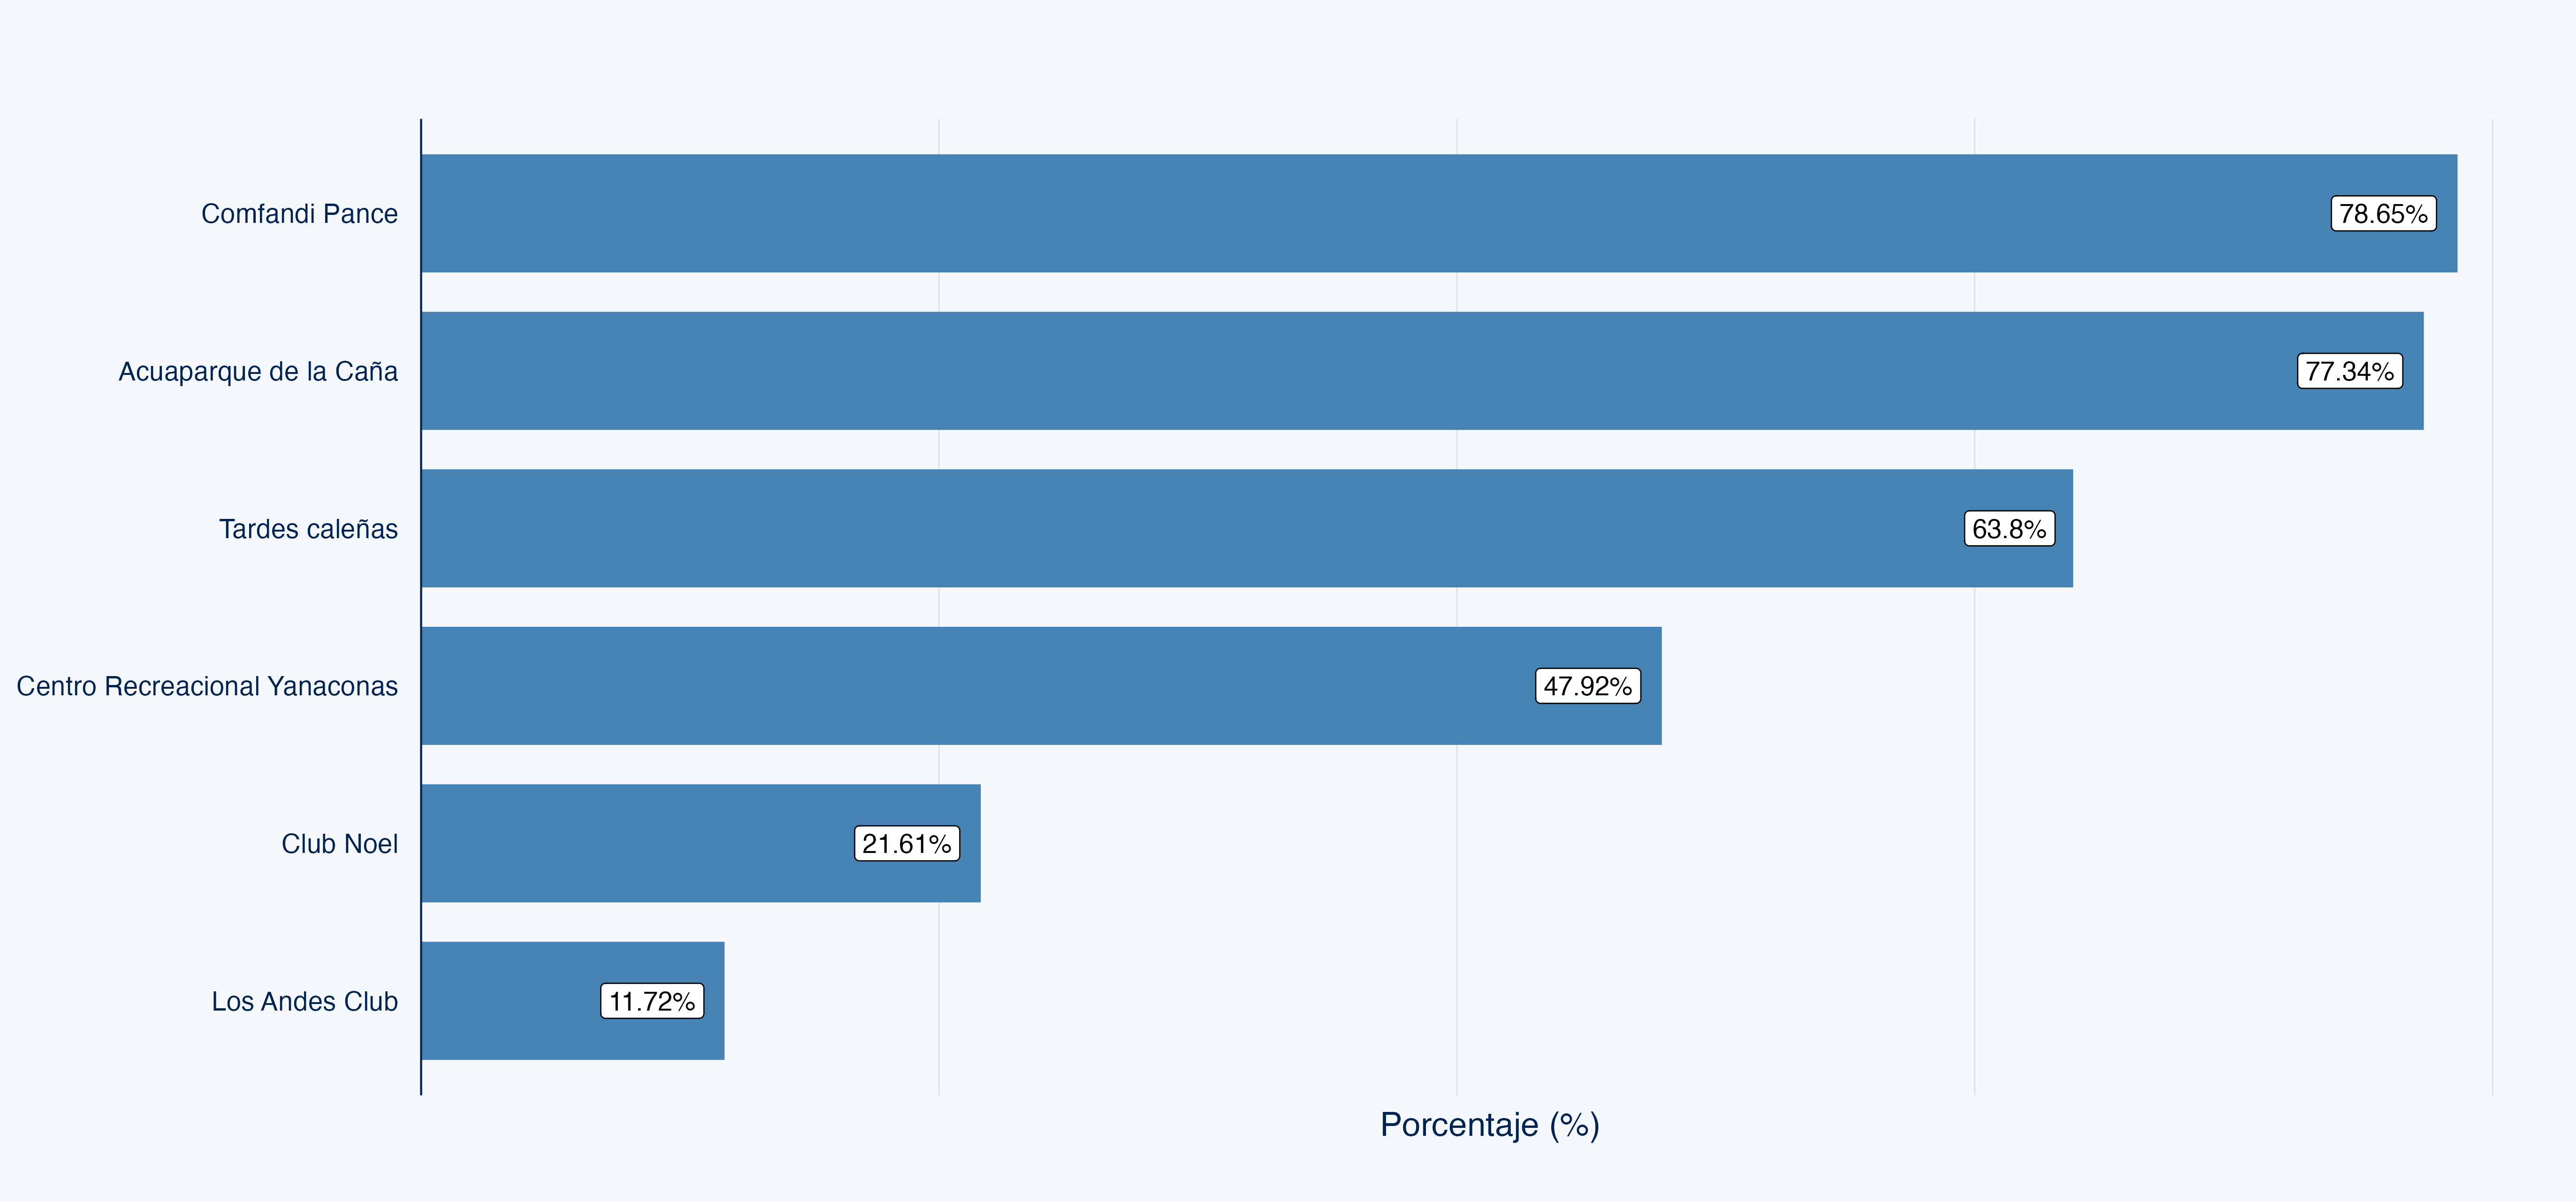 Comfandi Pance
78.65%
Acuaparque de la Caña
77.34%
Tardes caleñas
63.8%
Centro Recreacional Yanaconas
47.92%
Club Noel
21.61%
Los Andes Club
11.72%
Porcentaje (%)